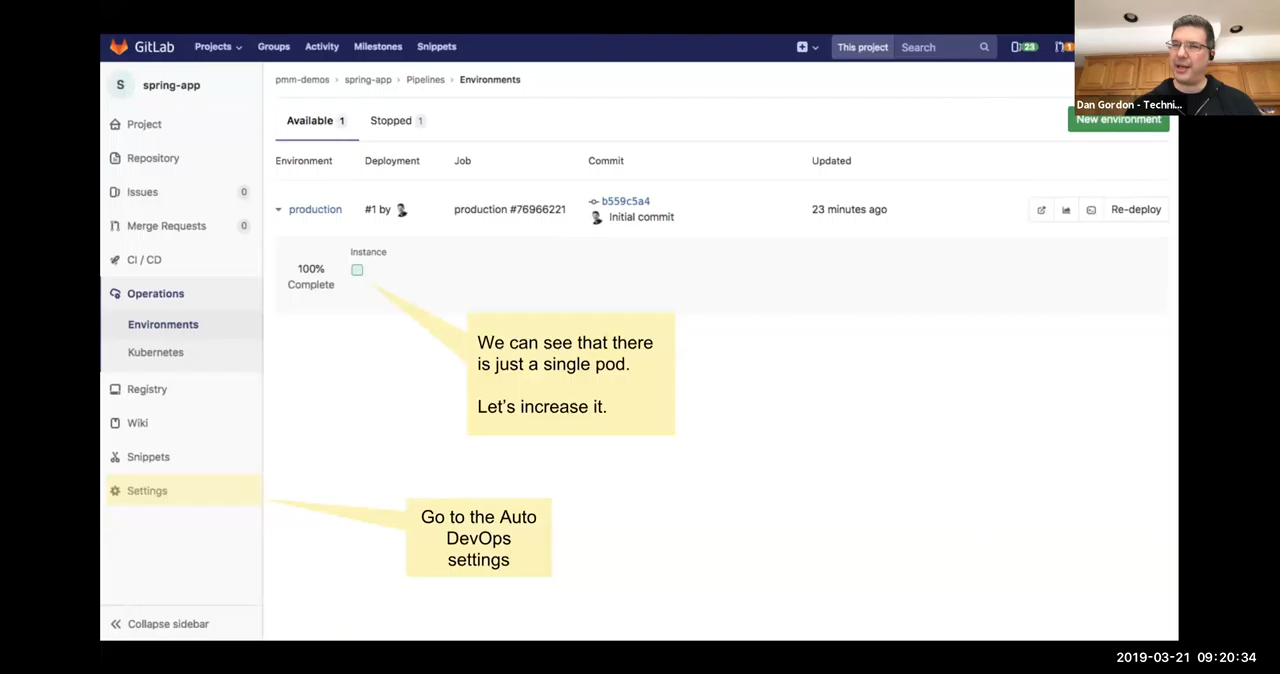 GitLab Projects Groups Activity Milestones Snippets This project Search 23 1
Dan Gordon - Techni...
S spring-app
pmm-demos › spring-app › Pipelines › Environments
New environment
Project
Repository
Issues 0
Merge Requests 0
CI / CD
Operations
Environments
Kubernetes
Registry
Wiki
Snippets
Settings
Collapse sidebar
Available 1 Stopped 1
Environment Deployment Job Commit Updated
production #1 by production #76966221 b559c5a4 23 minutes ago Re-deploy
Initial commit
Instance
100%
Complete
We can see that there
is just a single pod.
Let's increase it.
Go to the Auto
DevOps
settings
2019-03-21 09:20:34